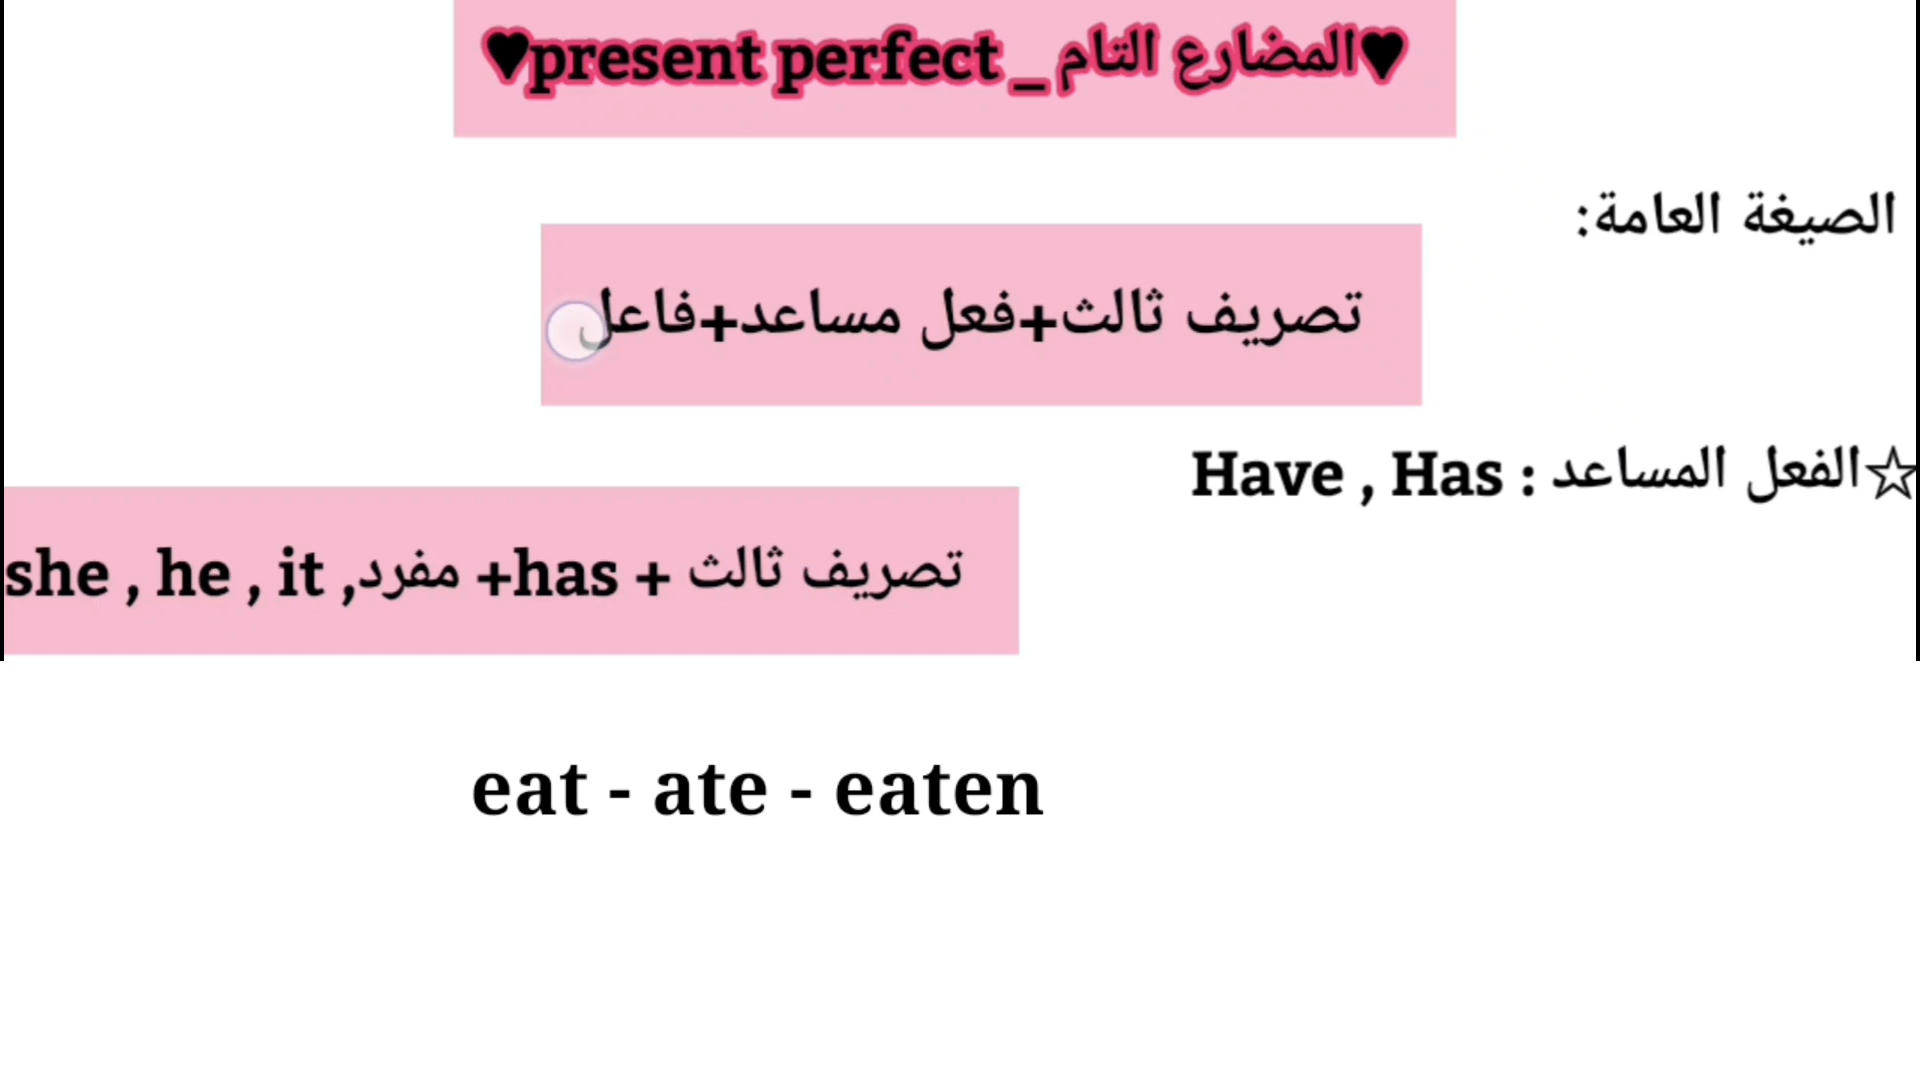 ♥present perfect _ المضارع التام♥
الصيغة العامة:
تصريف ثالث+فعل مساعد+فاعل
☆الفعل المساعد : Have , Has
she , he , it ,مفرد +has + تصريف ثالث
eat - ate - eaten